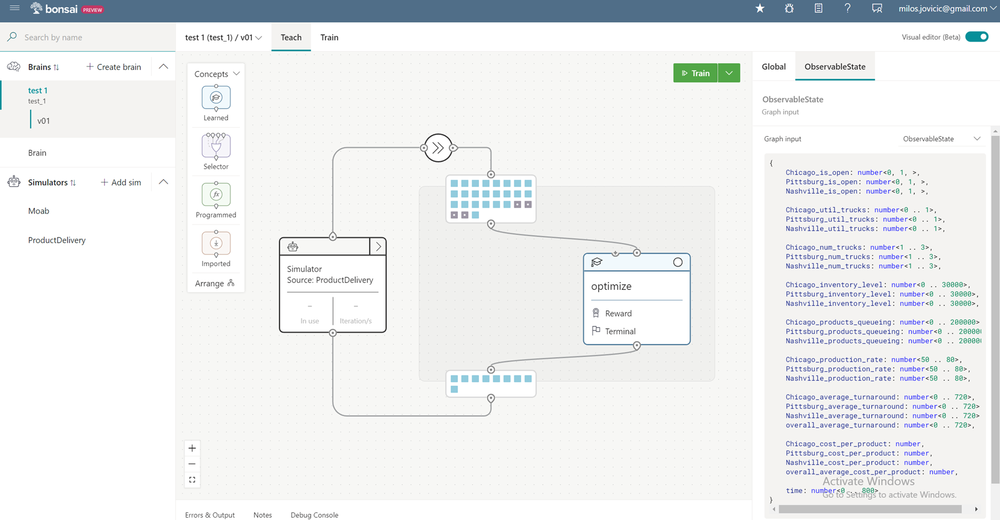 bonsai PREVIEW
milos.jovicic@gmail.com
Search by name
test 1 (test_1) / v01
Teach
Train
Visual editor (Beta)
Brains
Create brain
test 1
test_1
v01
Brain
Simulators
Add sim
Moab
ProductDelivery
Concepts
Learned
Selector
fx
Programmed
Imported
Arrange
Train
Simulator
Source: ProductDelivery
–
–
In use
Iteration/s
optimize
Reward
Terminal
Errors & Output
Notes
Debug Console
Global
ObservableState
ObservableState
Graph input
Graph input
ObservableState
{
Chicago_is_open: number<0, 1, >,
Pittsburg_is_open: number<0, 1, >,
Nashville_is_open: number<0, 1, >,
Chicago_util_trucks: number<0 .. 1>,
Pittsburg_util_trucks: number<0 .. 1>,
Nashville_util_trucks: number<0 .. 1>,
Chicago_num_trucks: number<1 .. 3>,
Pittsburg_num_trucks: number<1 .. 3>,
Nashville_num_trucks: number<1 .. 3>,
Chicago_inventory_level: number<0 .. 30000>,
Pittsburg_inventory_level: number<0 .. 30000>,
Nashville_inventory_level: number<0 .. 30000>,
Chicago_products_queueing: number<0 .. 200000>
Pittsburg_products_queueing: number<0 .. 20000
Nashville_products_queueing: number<0 .. 20000
Chicago_production_rate: number<50 .. 80>,
Pittsburg_production_rate: number<50 .. 80>,
Nashville_production_rate: number<50 .. 80>,
Chicago_average_turnaround: number<0 .. 720>,
Pittsburg_average_turnaround: number<0 .. 720>
Nashville_average_turnaround: number<0 .. 720>
overall_average_turnaround: number<0 .. 720>,
Chicago_cost_per_product: number,
Pittsburg_cost_per_product: number,
Nashville_cost_per_product: number,
overall_average_cost_per_product: number,
Activate Windows
time: number<0 .. 800>
Go to Settings to activate Windows.
}